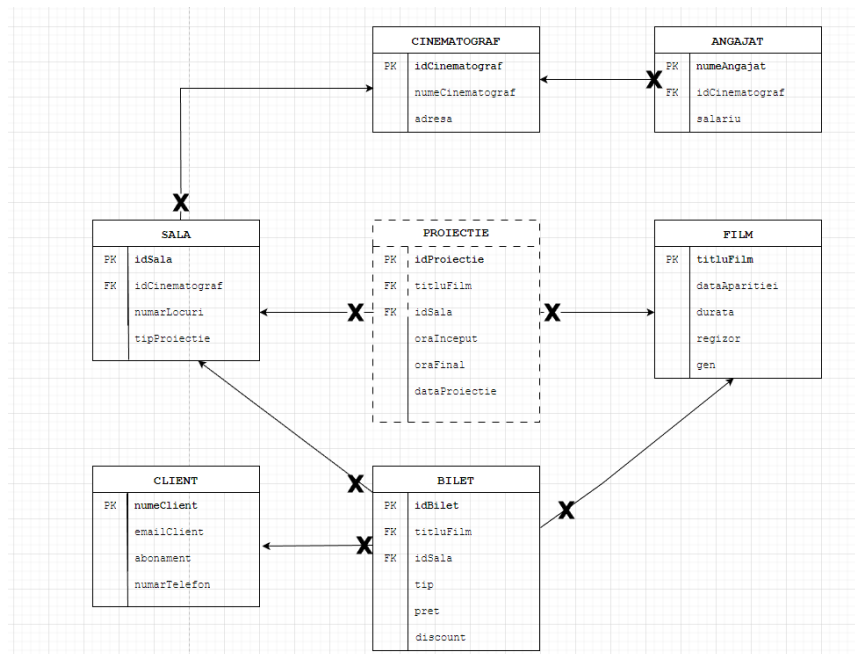 CINEMATOGRAF
PK idCinematograf
numeCinematograf
adresa
ANGAJAT
PK numeAngajat
FK idCinematograf
salariu
X
X
SALA
PK idSala
FK idCinematograf
numarLocuri
tipProiectie
PROIECTIE
PK idProiectie
FK titluFilm
FK idSala
oraInceput
oraFinal
dataProiectie
X
X
FILM
PK titluFilm
dataAparitiei
durata
regizor
gen
CLIENT
PK numeClient
emailClient
abonament
numarTelefon
X
X
X
BILET
PK idBilet
FK titluFilm
FK idSala
tip
pret
discount